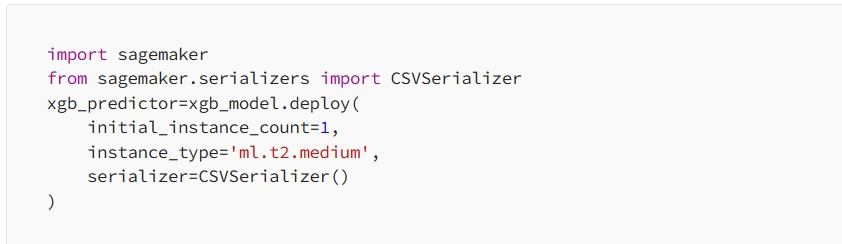 import sagemaker
from sagemaker.serializers import CSVSerializer
xgb_predictor=xgb_model.deploy(
    initial_instance_count=1,
    instance_type='ml.t2.medium',
    serializer=CSVSerializer()
)